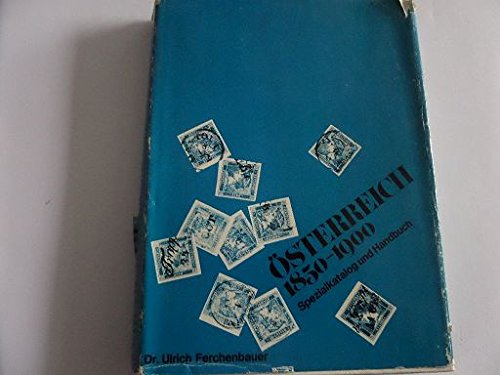 ÖSTERREICH
1850-1900
Spezialkatalog und Handbuch
Dr. Ulrich Ferchenbauer